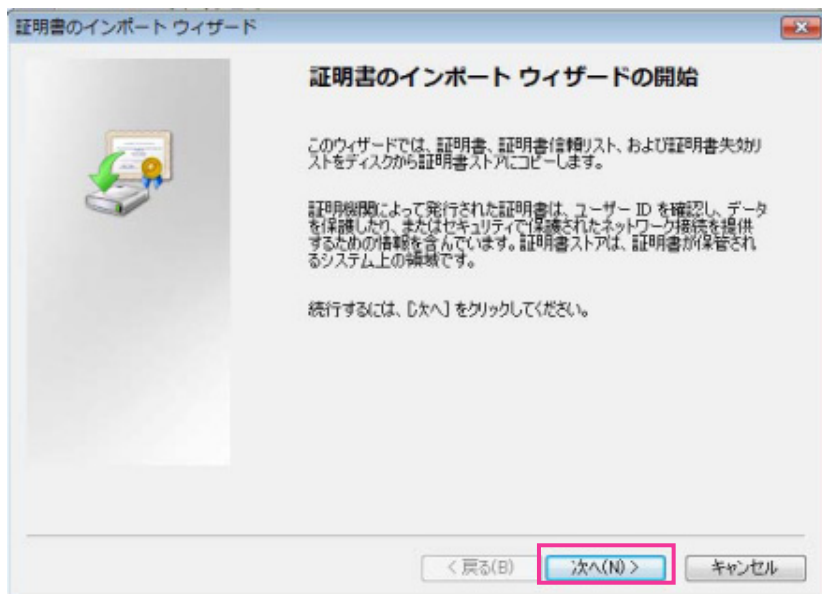 証明書のインポート ウィザード
証明書のインポート ウィザードの開始
このウィザードでは、証明書、証明書信頼リスト、および証明書失効リ
ストをディスクから証明書ストアにコピーします。
証明機関によって発行された証明書は、ユーザー ID を確認し、データ
を保護したり、またはセキュリティで保護されたネットワーク接続を提供
するための情報を含んでいます。証明書ストアは、証明書が保管され
るシステム上の領域です。
続行するには、[次へ] をクリックしてください。
< 戻る(B)
次へ(N) >
キャンセル